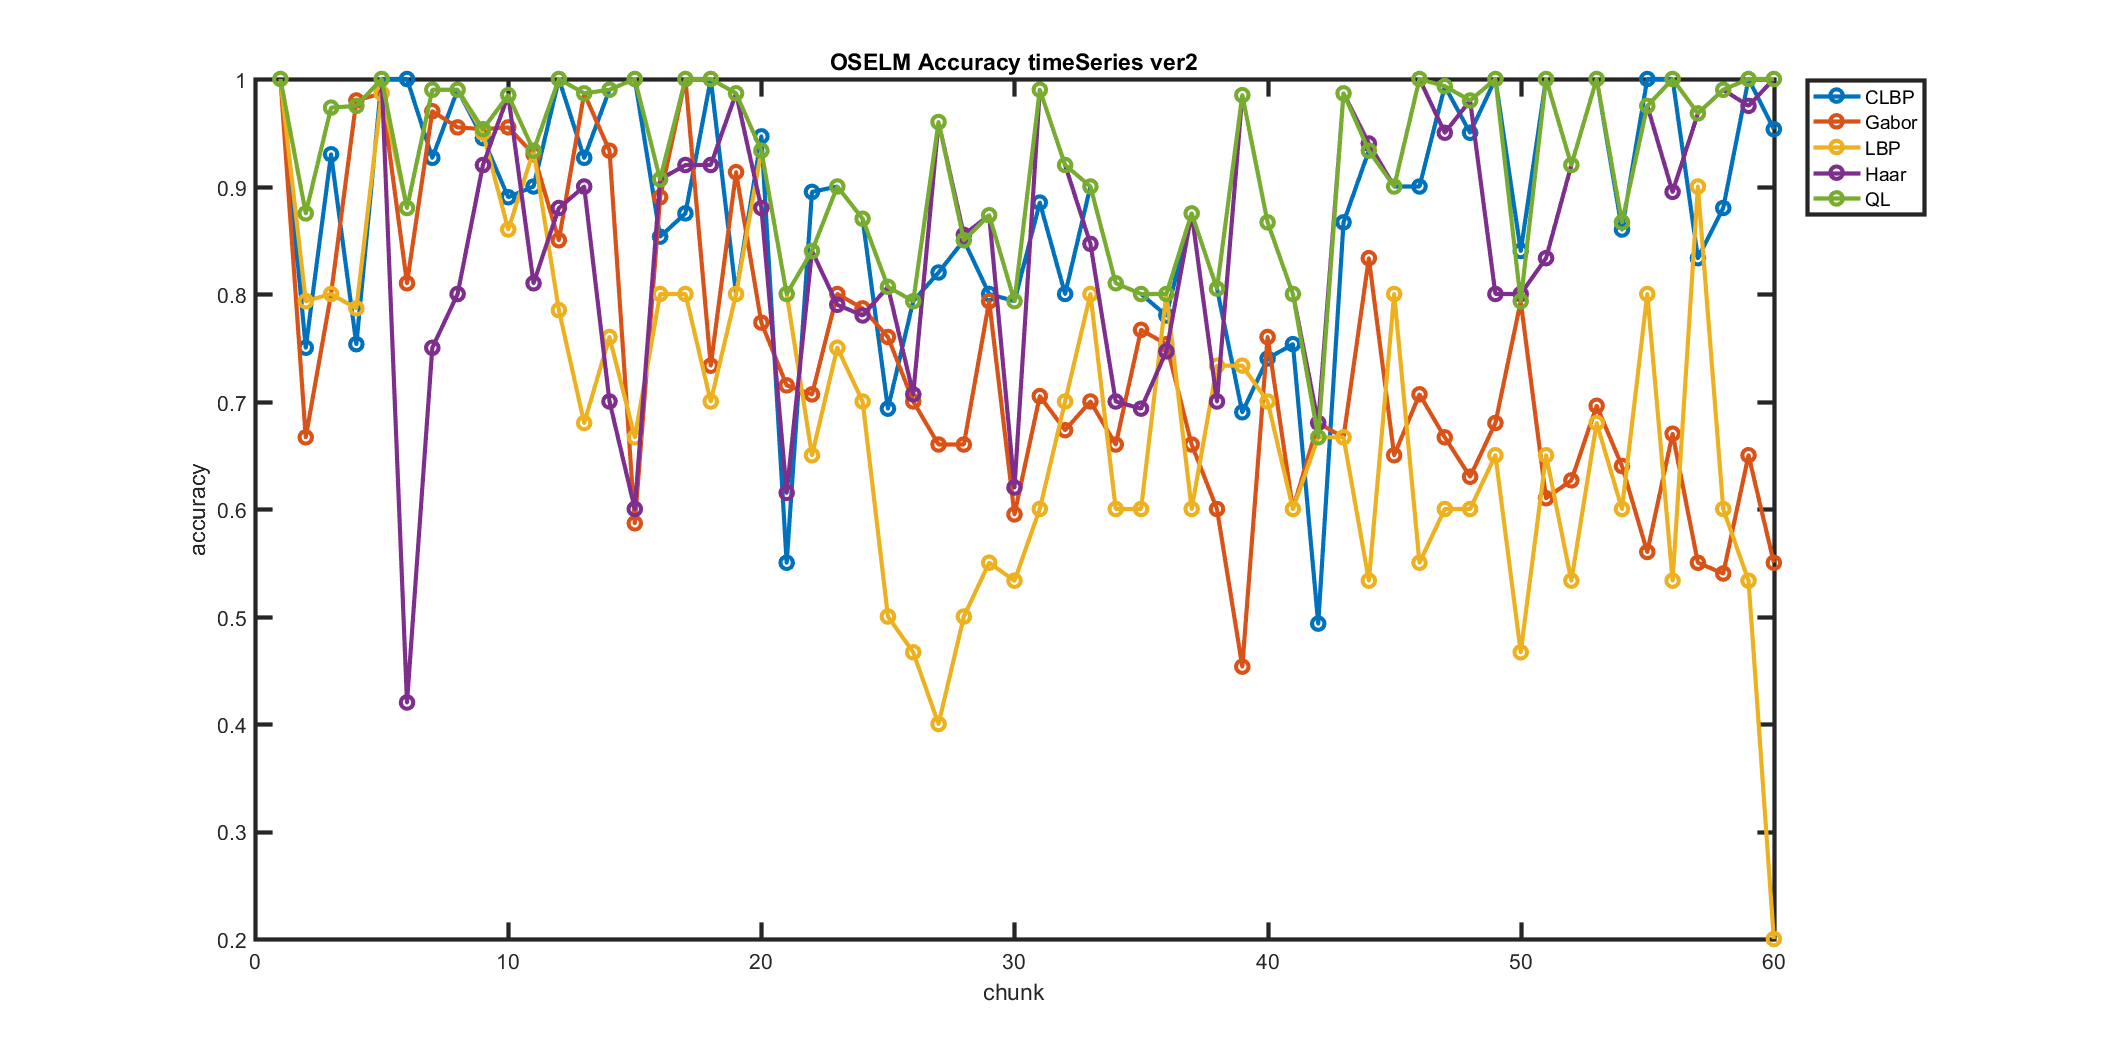 OSELM Accuracy timeSeries ver2
1
0.9
0.8
0.7
0.6
0.5
0.4
0.3
0.2
accuracy
0 10 20 30 40 50 60
chunk
CLBP
Gabor
LBP
Haar
QL